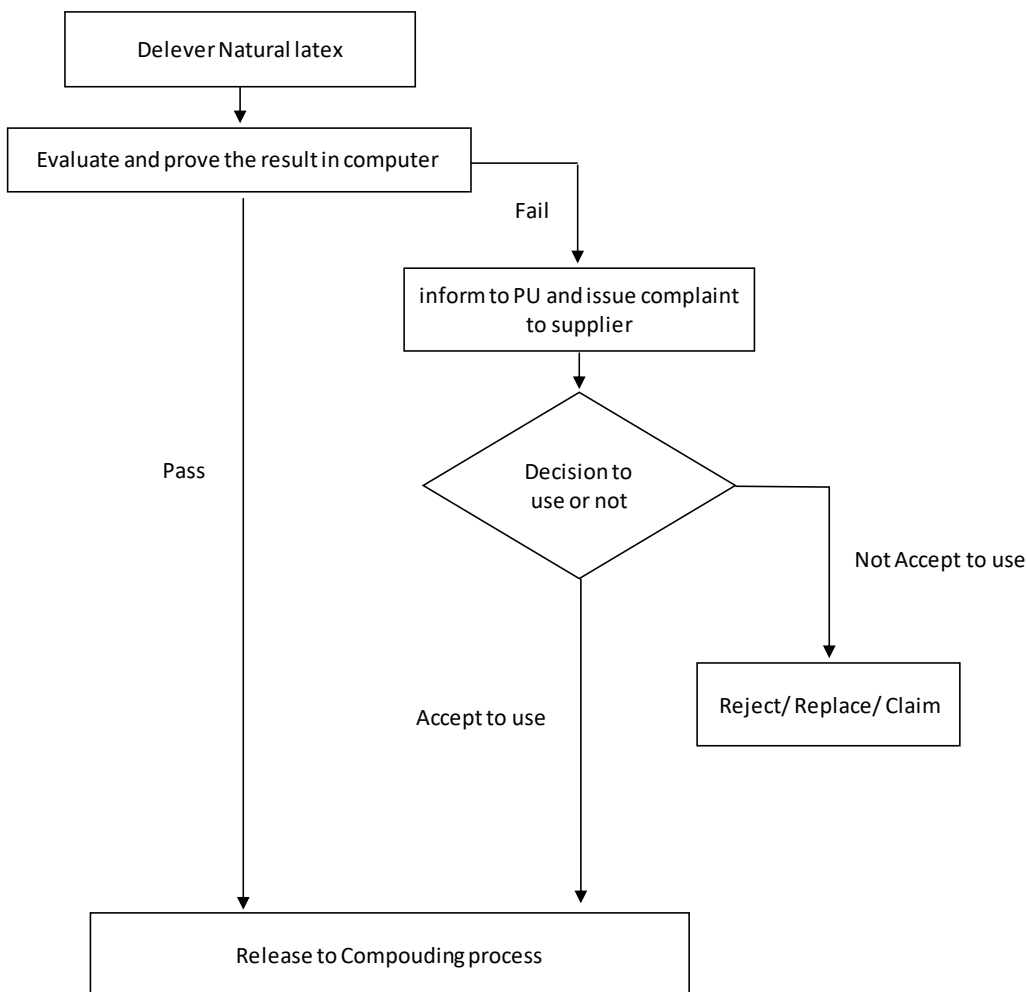 Delever Natural latex
Evaluate and prove the result in computer
Fail
inform to PU and issue complaint
to supplier
Pass
Decision to
use or not
Not Accept to use
Reject/ Replace/ Claim
Accept to use
Release to Compouding process